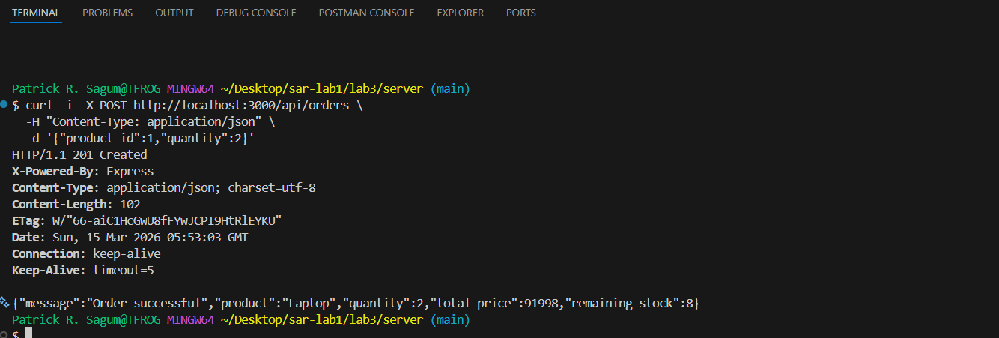 TERMINAL PROBLEMS OUTPUT DEBUG CONSOLE POSTMAN CONSOLE EXPLORER PORTS
Patrick R. Sagum@TFROG MINGW64 ~/Desktop/sar-lab1/lab3/server (main)
$ curl -i -X POST http://localhost:3000/api/orders \
-H "Content-Type: application/json" \
-d '{"product_id":1,"quantity":2}'
HTTP/1.1 201 Created
X-Powered-By: Express
Content-Type: application/json; charset=utf-8
Content-Length: 102
ETag: W/"66-aiC1HcGwU8fFYwJCPI9HtRlEYKU"
Date: Sun, 15 Mar 2026 05:53:03 GMT
Connection: keep-alive
Keep-Alive: timeout=5
{"message":"Order successful","product":"Laptop","quantity":2,"total_price":91998,"remaining_stock":8}
Patrick R. Sagum@TFROG MINGW64 ~/Desktop/sar-lab1/lab3/server (main)
$